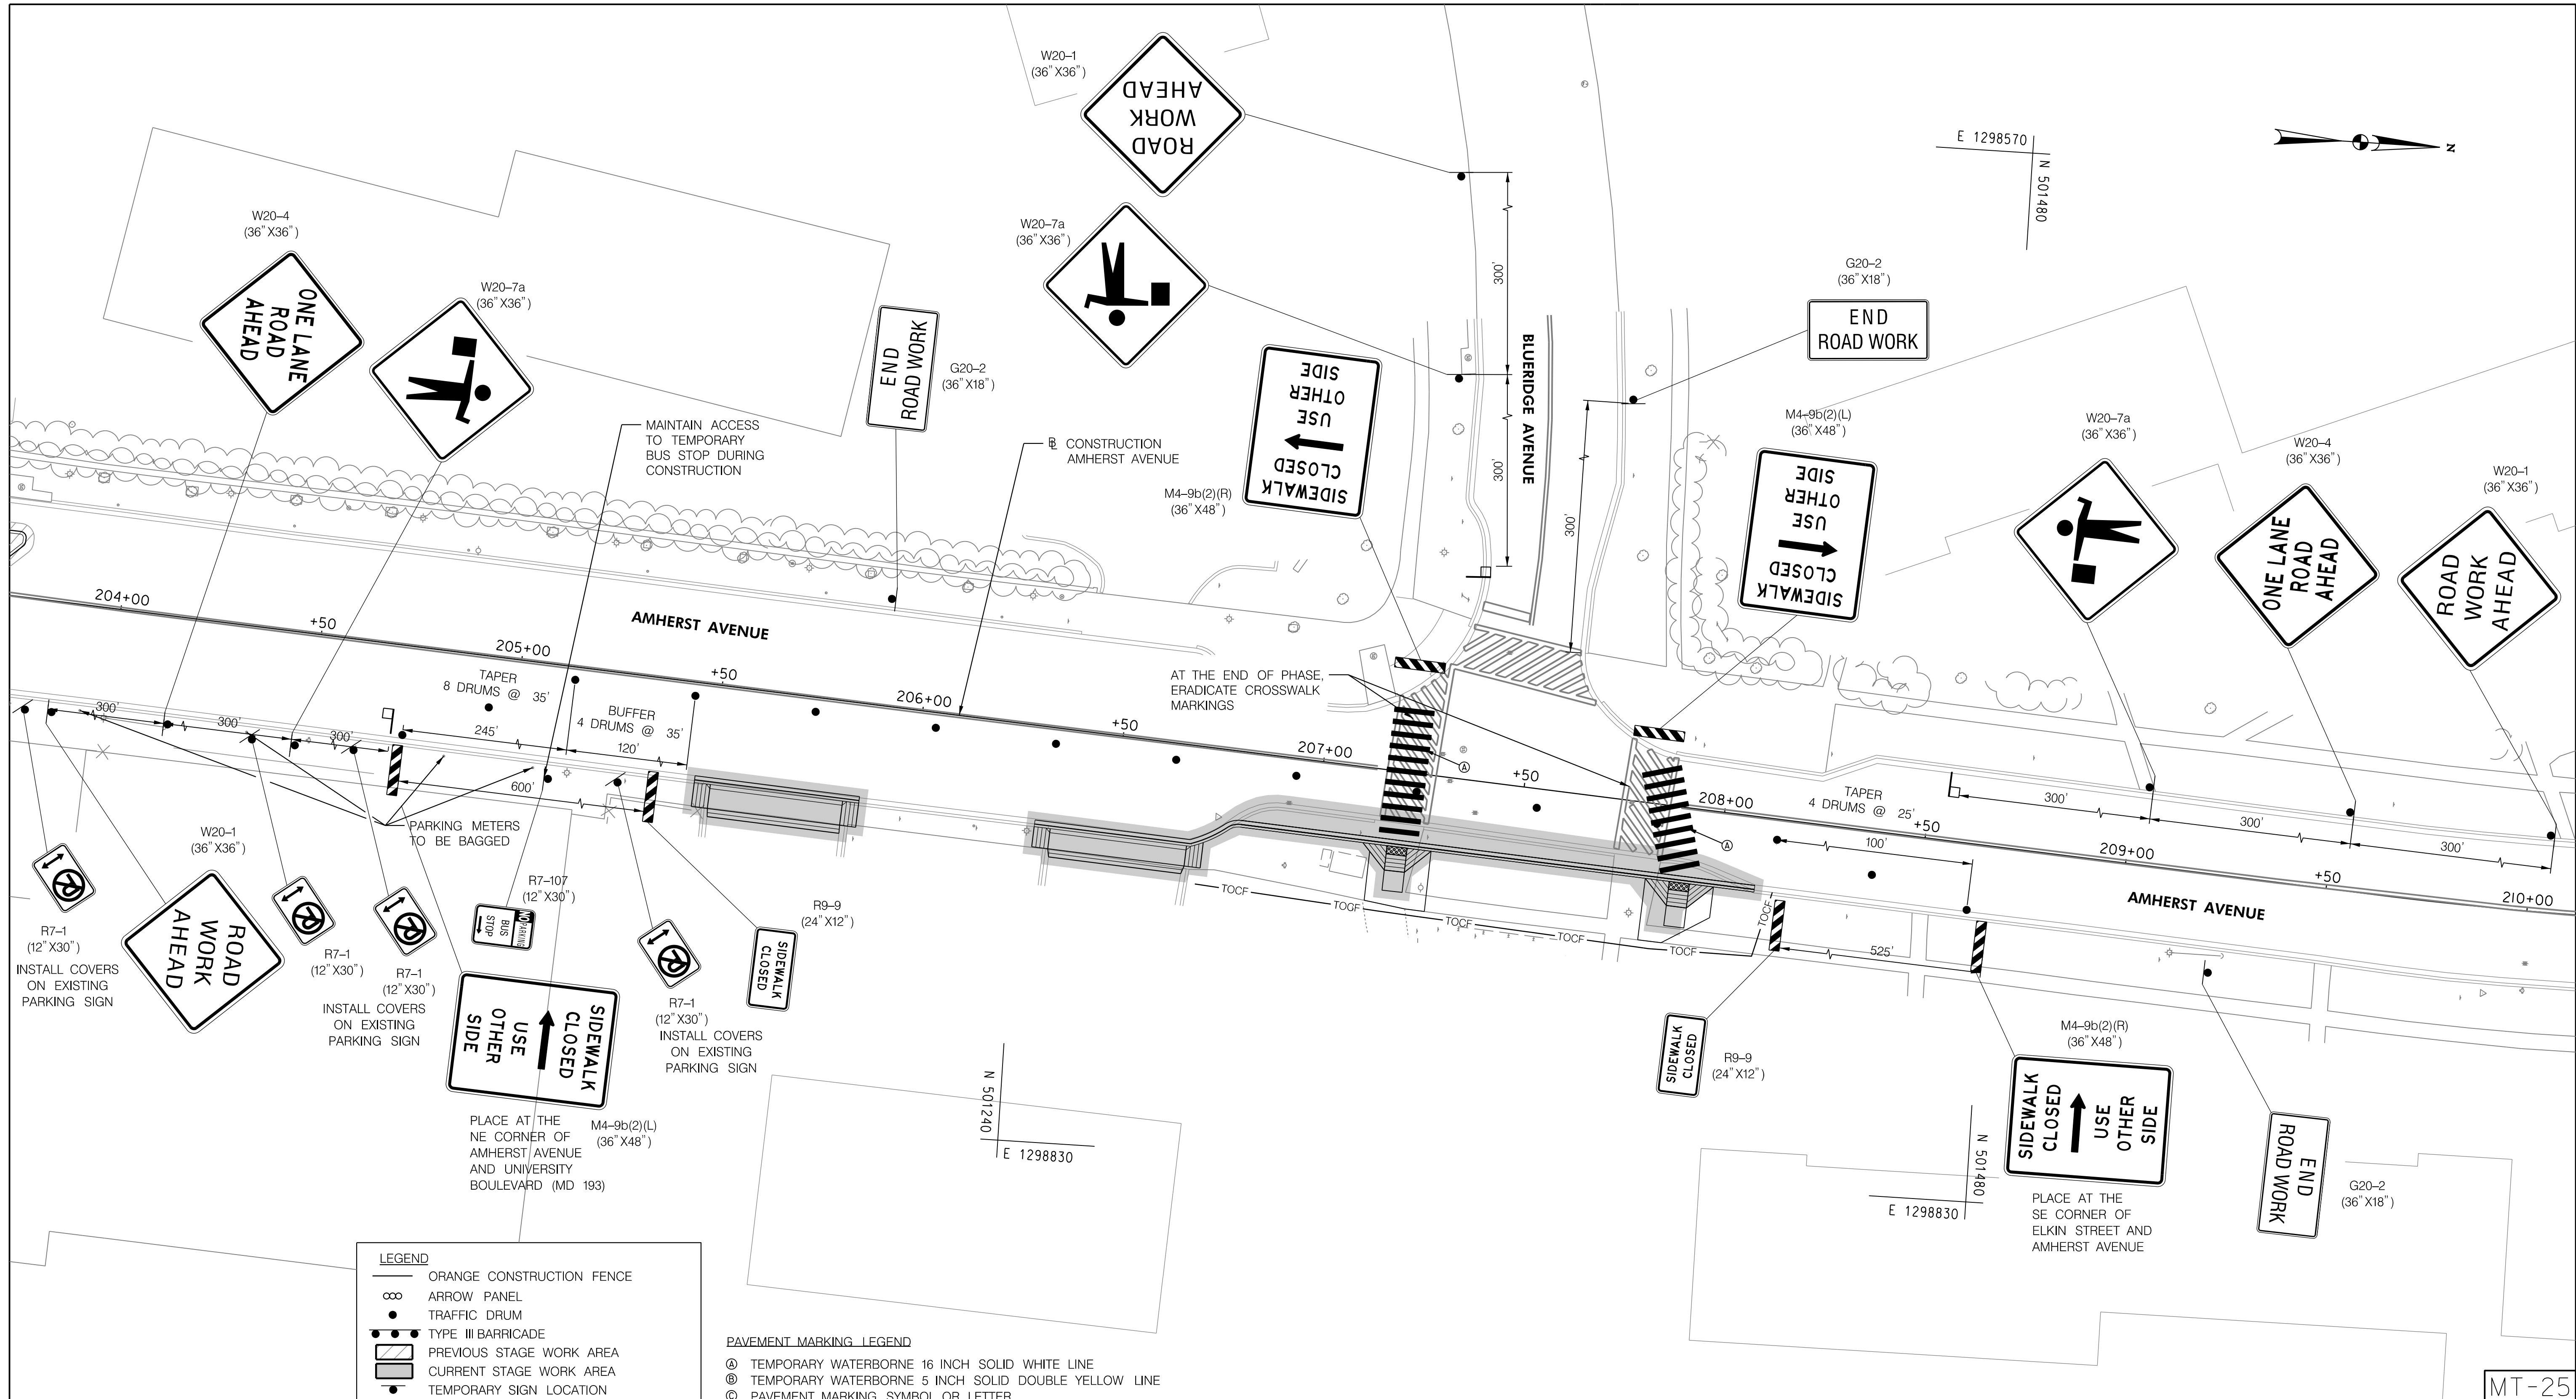 W20-1
(36"X36")
ROAD
WORK
AHEAD
E 1298570
N 501480
N
W20-4
(36"X36")
ONE LANE
ROAD
AHEAD
W20-7a
(36"X36")
W20-7a
(36"X36")
300'
300'
BLUERIDGE AVENUE
G20-2
(36"X18")
END
ROAD WORK
END
ROAD WORK
G20-2
(36"X18")
MAINTAIN ACCESS
TO TEMPORARY
BUS STOP DURING
CONSTRUCTION
B CONSTRUCTION
AMHERST AVENUE
SIDEWALK
CLOSED
USE
OTHER
SIDE
M4-9b(2)(R)
(36"X48")
300'
M4-9b(2)(L)
(36"X48")
SIDEWALK
CLOSED
USE
OTHER
SIDE
W20-7a
(36"X36")
W20-4
(36"X36")
ONE LANE
ROAD
AHEAD
W20-1
(36"X36")
ROAD
WORK
AHEAD
204+00
+50
205+00
+50
206+00
+50
207+00
+50
208+00
+50
209+00
+50
210+00
AMHERST AVENUE
TAPER
8 DRUMS @ 35'
BUFFER
4 DRUMS @ 35'
300'
300'
300'
245'
120'
600'
AT THE END OF PHASE,
ERADICATE CROSSWALK
MARKINGS
A
A
TAPER
4 DRUMS @ 25'
100'
300'
300'
300'
AMHERST AVENUE
525'
PARKING METERS
TO BE BAGGED
TOCF
TOCF
TOCF
TOCF
TOCF
TOCF
R7-1
(12"X30")
INSTALL COVERS
ON EXISTING
PARKING SIGN
W20-1
(36"X36")
ROAD
WORK
AHEAD
R7-1
(12"X30")
R7-1
(12"X30")
INSTALL COVERS
ON EXISTING
PARKING SIGN
R7-107
(12"X30")
NO PARKING
BUS
STOP
R7-1
(12"X30")
INSTALL COVERS
ON EXISTING
PARKING SIGN
R9-9
(24"X12")
SIDEWALK
CLOSED
SIDEWALK
CLOSED
USE
OTHER
SIDE
M4-9b(2)(L)
(36"X48")
PLACE AT THE
NE CORNER OF
AMHERST AVENUE
AND UNIVERSITY
BOULEVARD (MD 193)
N 501240
E 1298830
SIDEWALK
CLOSED
R9-9
(24"X12")
N 501480
E 1298830
M4-9b(2)(R)
(36"X48")
SIDEWALK
CLOSED
USE
OTHER
SIDE
PLACE AT THE
SE CORNER OF
ELKIN STREET AND
AMHERST AVENUE
END
ROAD WORK
G20-2
(36"X18")
LEGEND
ORANGE CONSTRUCTION FENCE
ARROW PANEL
TRAFFIC DRUM
TYPE III BARRICADE
PREVIOUS STAGE WORK AREA
CURRENT STAGE WORK AREA
TEMPORARY SIGN LOCATION
PAVEMENT MARKING LEGEND
A TEMPORARY WATERBORNE 16 INCH SOLID WHITE LINE
B TEMPORARY WATERBORNE 5 INCH SOLID DOUBLE YELLOW LINE
C PAVEMENT MARKING SYMBOL OR LETTER
MT-25